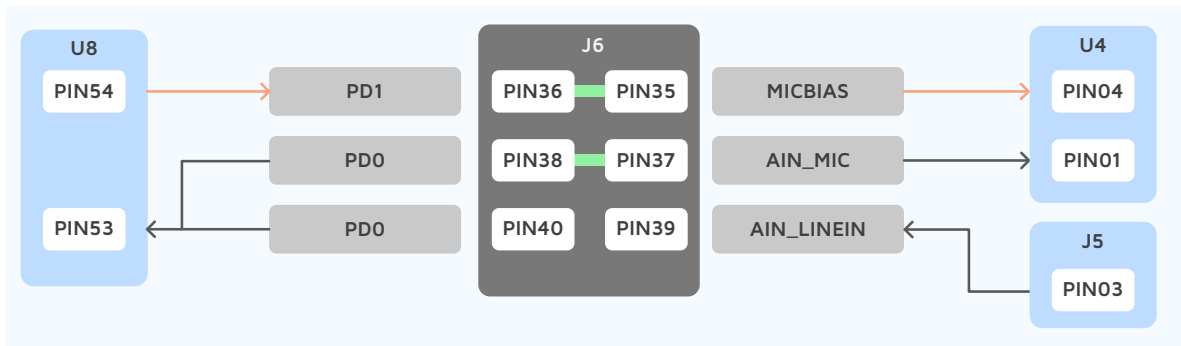 U8
J6
U4
PIN54
PD1
PIN36
PIN35
MICBIAS
PIN04
PD0
PIN38
PIN37
AIN_MIC
PIN01
PIN53
PD0
PIN40
PIN39
AIN_LINEIN
J5
PIN03